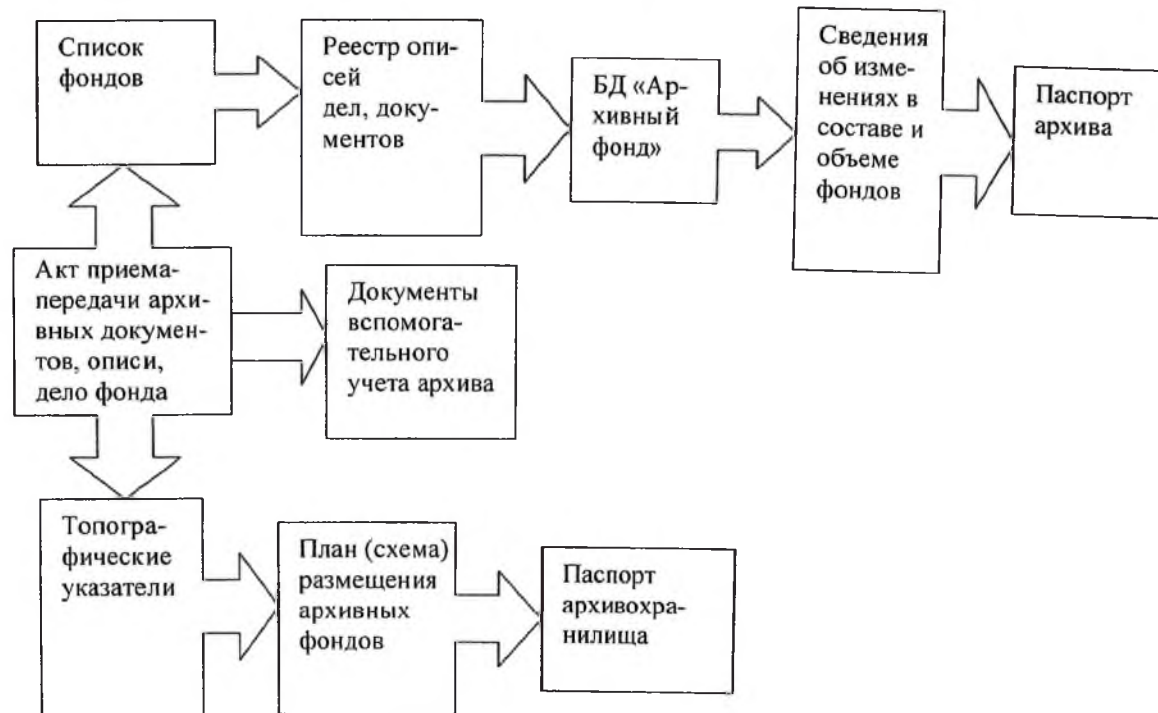 Список
фондов
Реестр опи-
сей
дел, доку-
ментов
БД «Ар-
хивный
фонд»
Сведения
об изме-
нениях в
составе и
объеме
фондов
Паспорт
архива
Акт приема-
передачи архи-
вных докумен-
тов, описи,
дело фонда
Документы
вспомога-
тельного
учета архива
Топогра-
фические
указатели
План (схема)
размещения
архивных
фондов
Паспорт
архивохра-
нилища